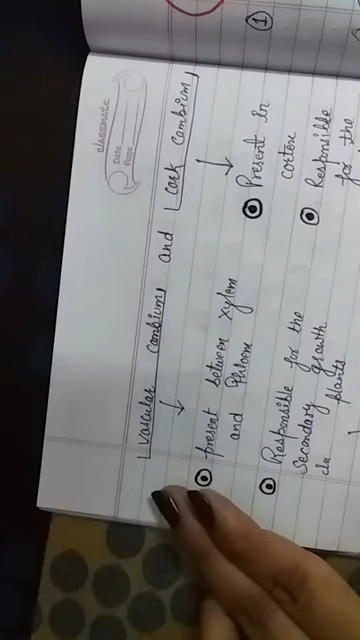 classmate
Date
Page
1
Vascular Cambium and Cork Cambium
Present between xylem
and Phloem
Responsible for the
Secondary growth
in plants
Present in
cortex
Responsible
for the